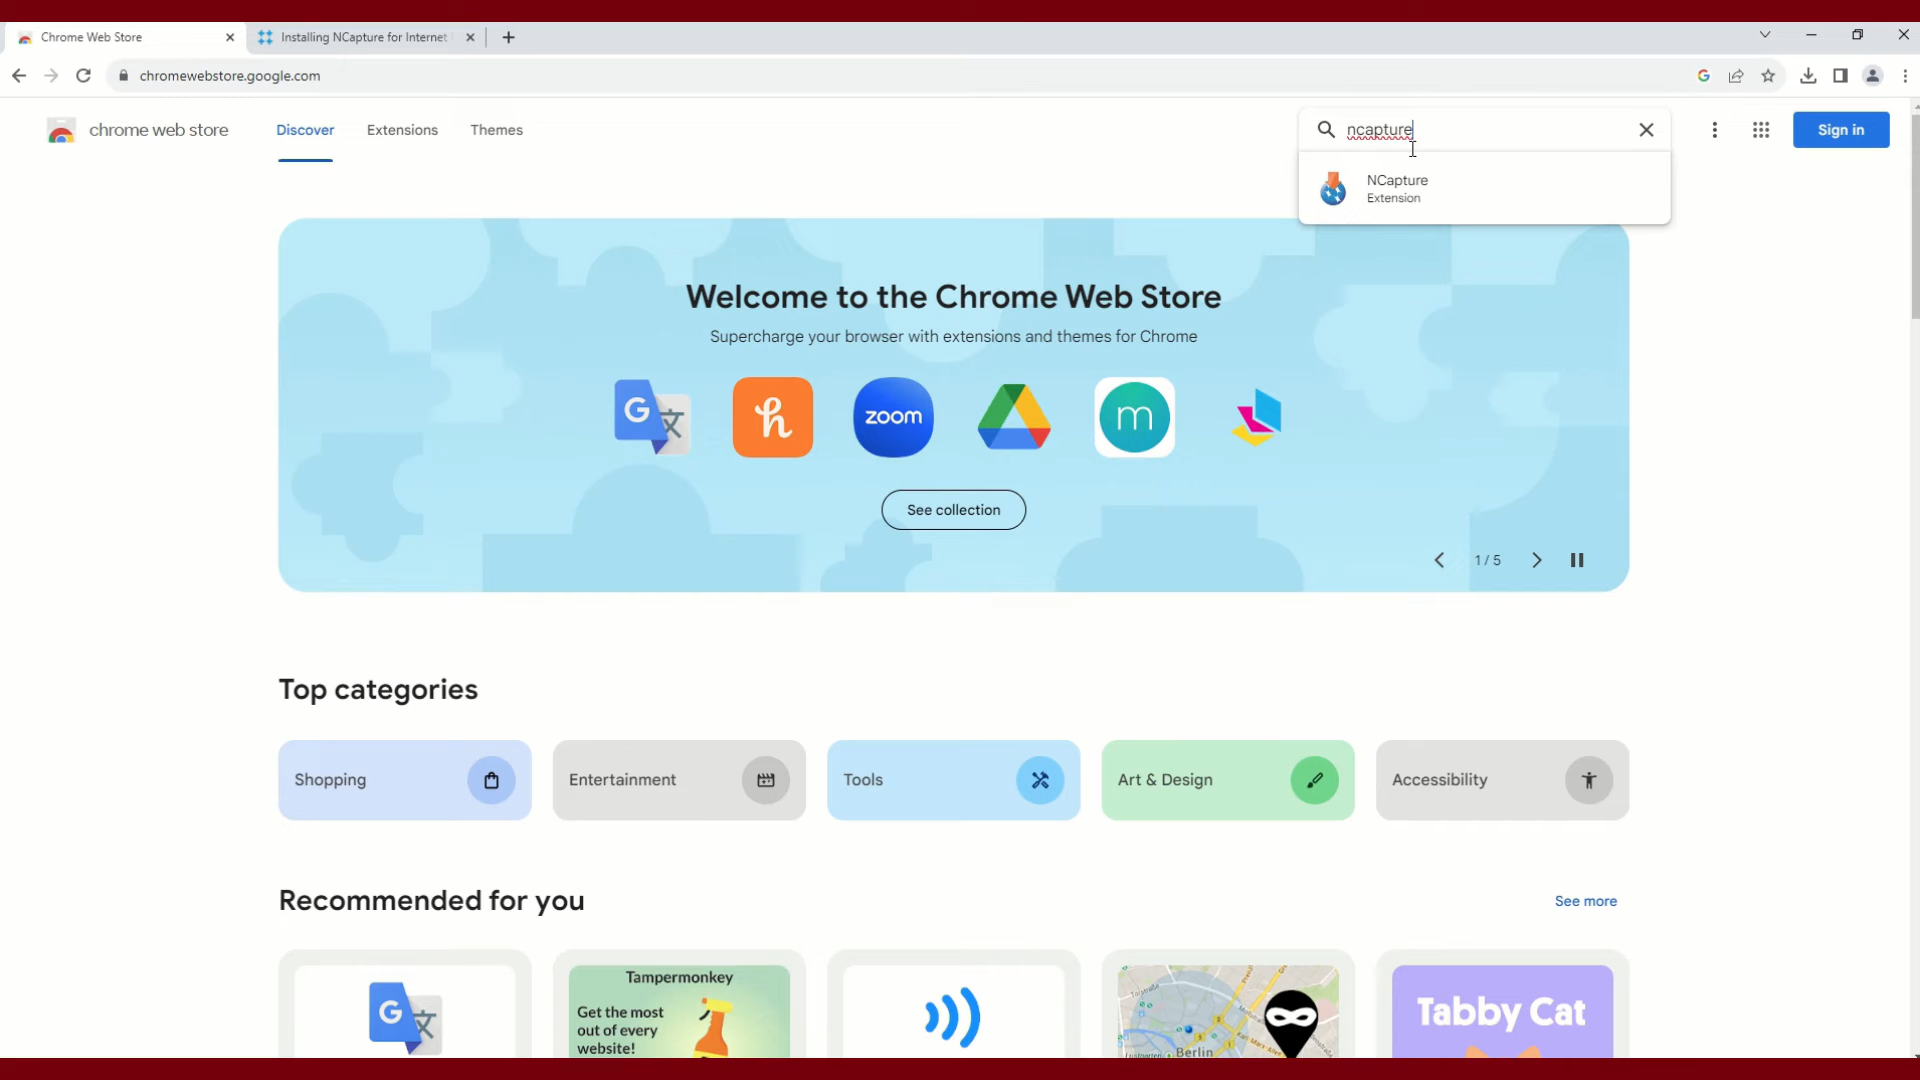 Chrome Web Store
Installing NCapture for Internet
chromewebstore.google.com
chrome web store
Discover
Extensions
Themes
ncapture
Sign in
NCapture
Extension
Welcome to the Chrome Web Store
Supercharge your browser with extensions and themes for Chrome
G
文
h
zoom
m
See collection
1 / 5
Top categories
Shopping
Entertainment
Tools
Art & Design
Accessibility
Recommended for you
See more
G
文
Tampermonkey
Get the most
out of every
website!
Berlin
Tabby Cat